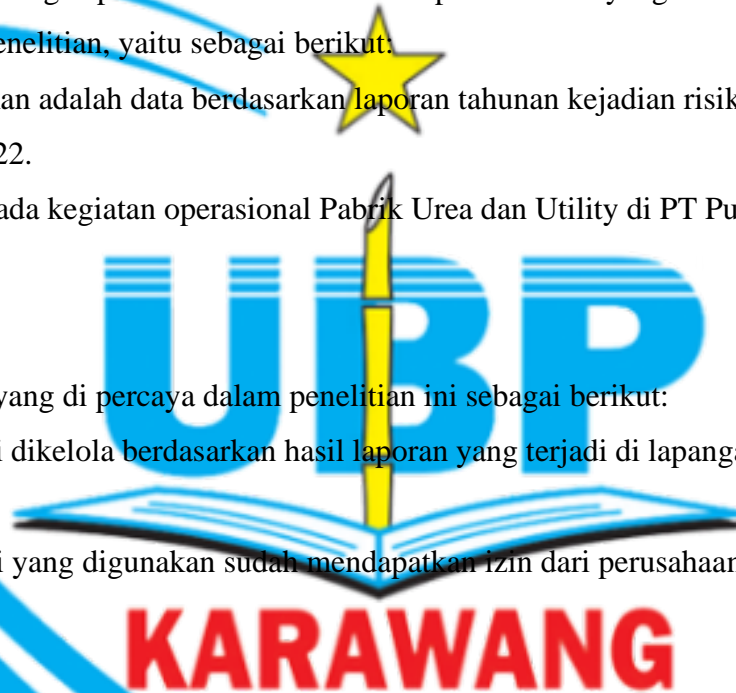 enelitian, yaitu sebagai berikut:
an adalah data berdasarkan laporan tahunan kejadian risik
22.
ada kegiatan operasional Pabrik Urea dan Utility di PT Pu
UBP
yang di percaya dalam penelitian ini sebagai berikut:
i dikelola berdasarkan hasil laporan yang terjadi di lapanga
i yang digunakan sudah mendapatkan izin dari perusahaan
KARAWANG